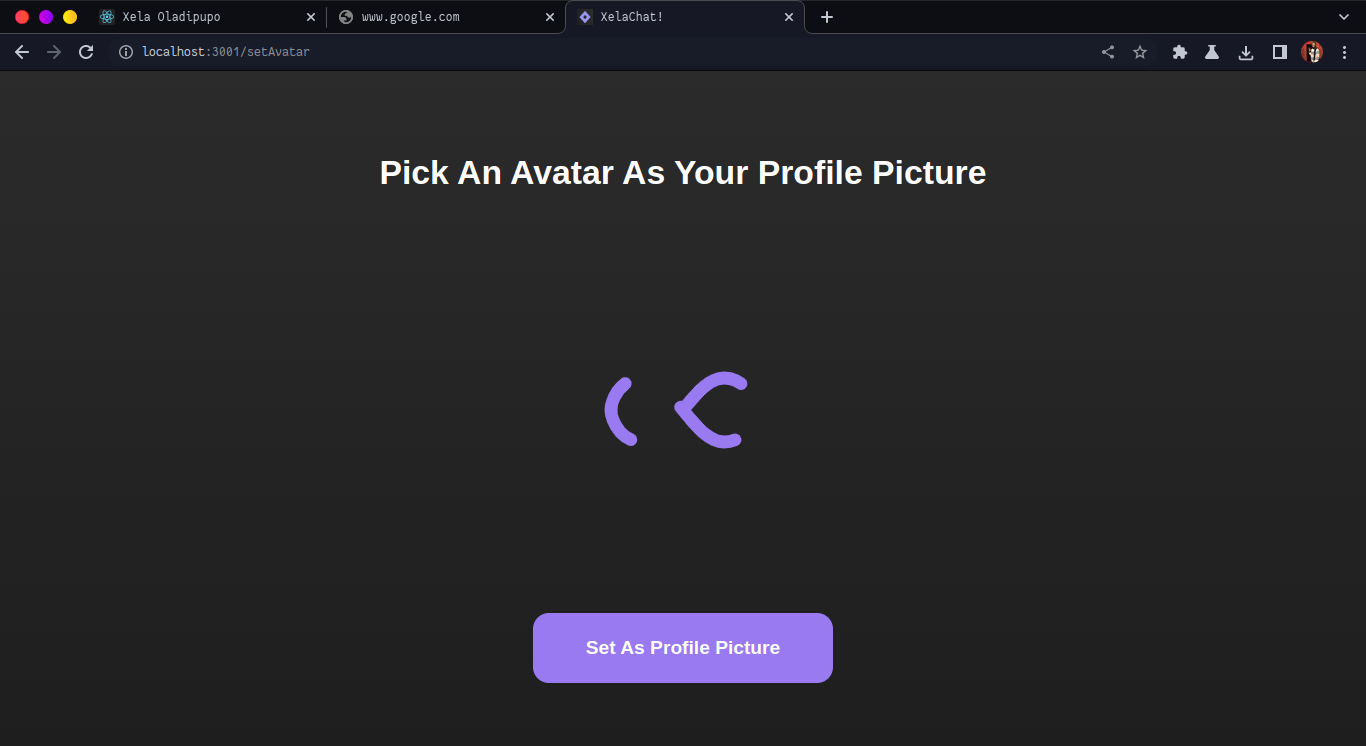 Xela Oladipupo
www.google.com
XelaChat!
localhost:3001/setAvatar
Pick An Avatar As Your Profile Picture
Set As Profile Picture